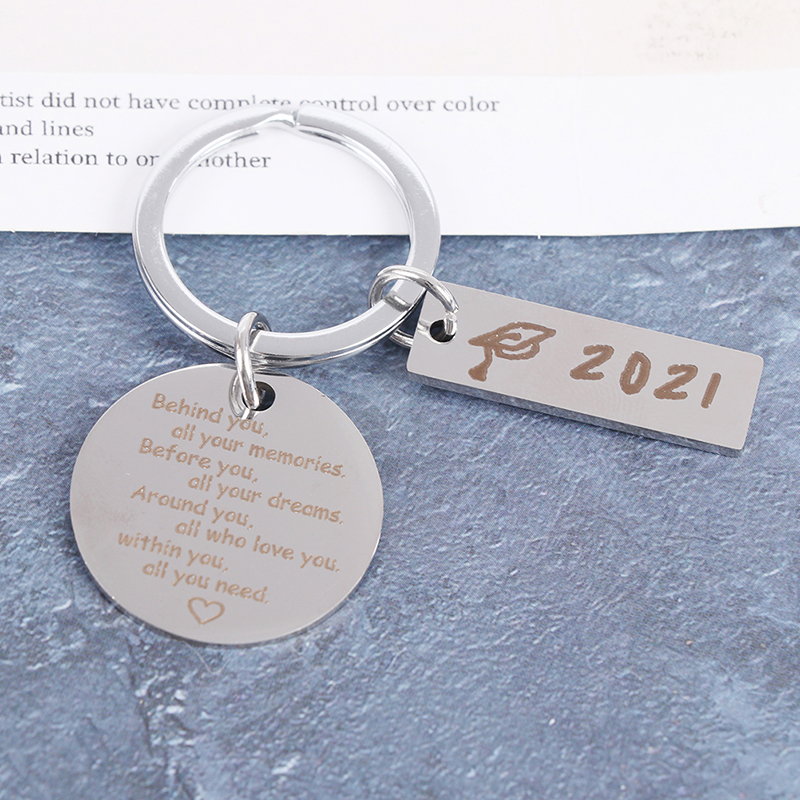 tist did not have complete control over color
and lines
relation to one another
Behind you,
all your memories.
Before you,
all your dreams.
Around you,
all who love you.
within you,
all you need.
2021